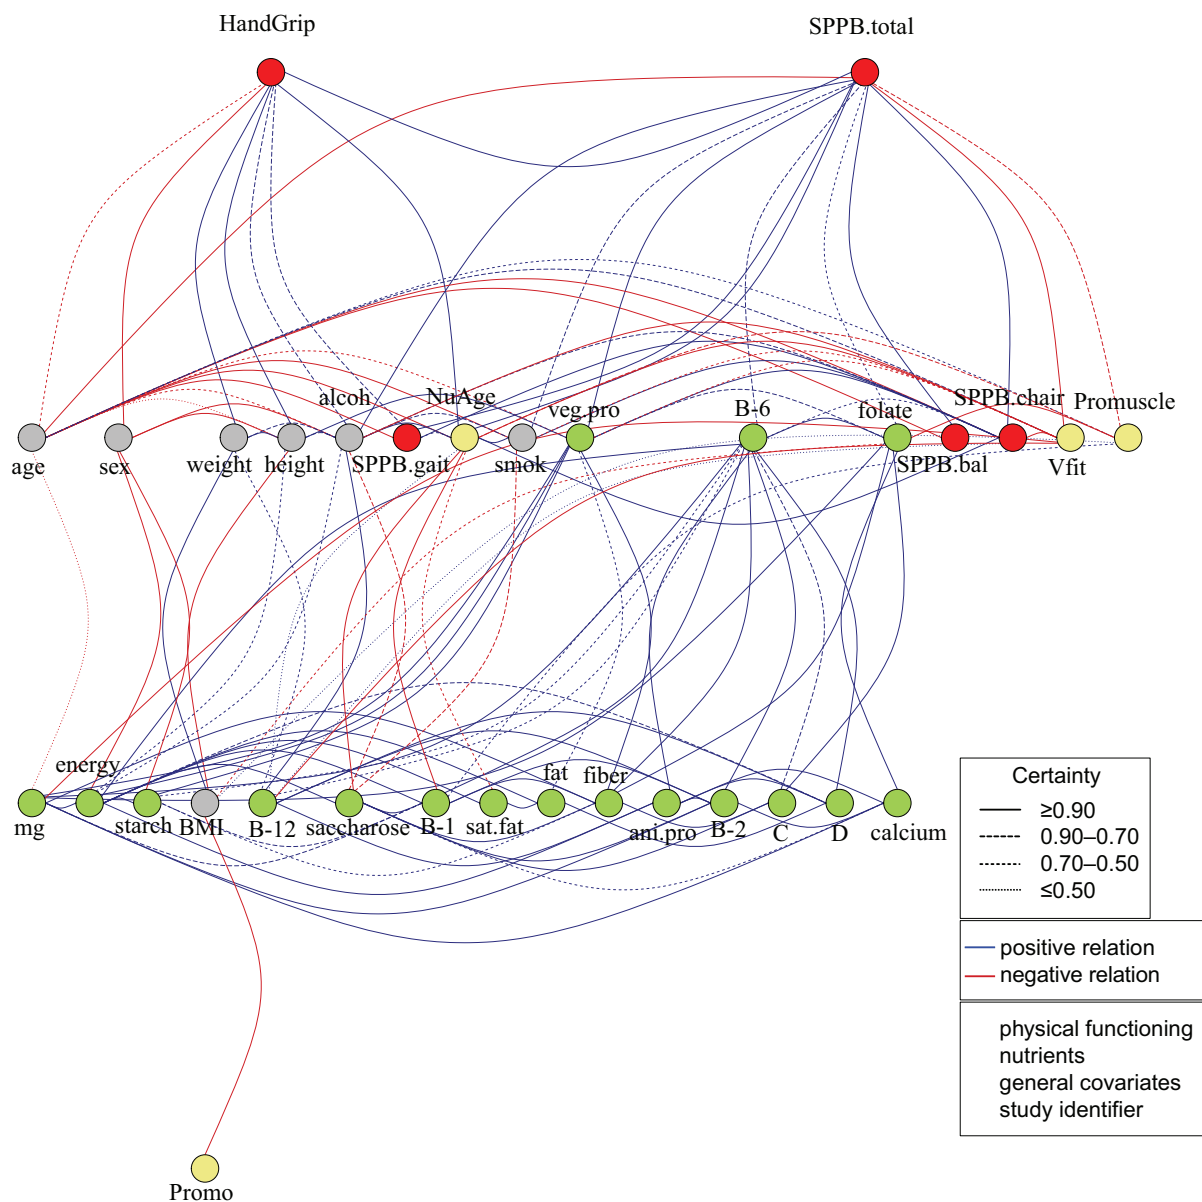 HandGrip
SPPB.total
alcoh
NuAge
veg.pro
B-6
folate
SPPB.chair
Promuscle
age
sex
weight
height
SPPB.gait
smok
SPPB.bal
Vfit
energy
fat
fiber
mg
starch
BMI
B-12
saccharose
B-1
sat.fat
ani.pro
B-2
C
D
calcium
Promo
Certainty
≥0.90
0.90–0.70
0.70–0.50
≤0.50
positive relation
negative relation
physical functioning
nutrients
general covariates
study identifier